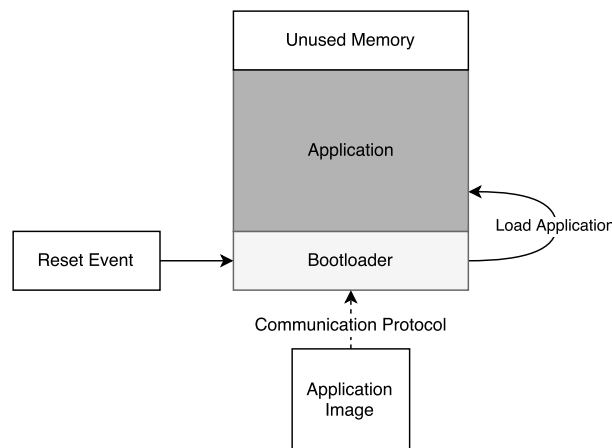 Unused Memory
Application
Load Application
Reset Event
Bootloader
Communication Protocol
Application
Image